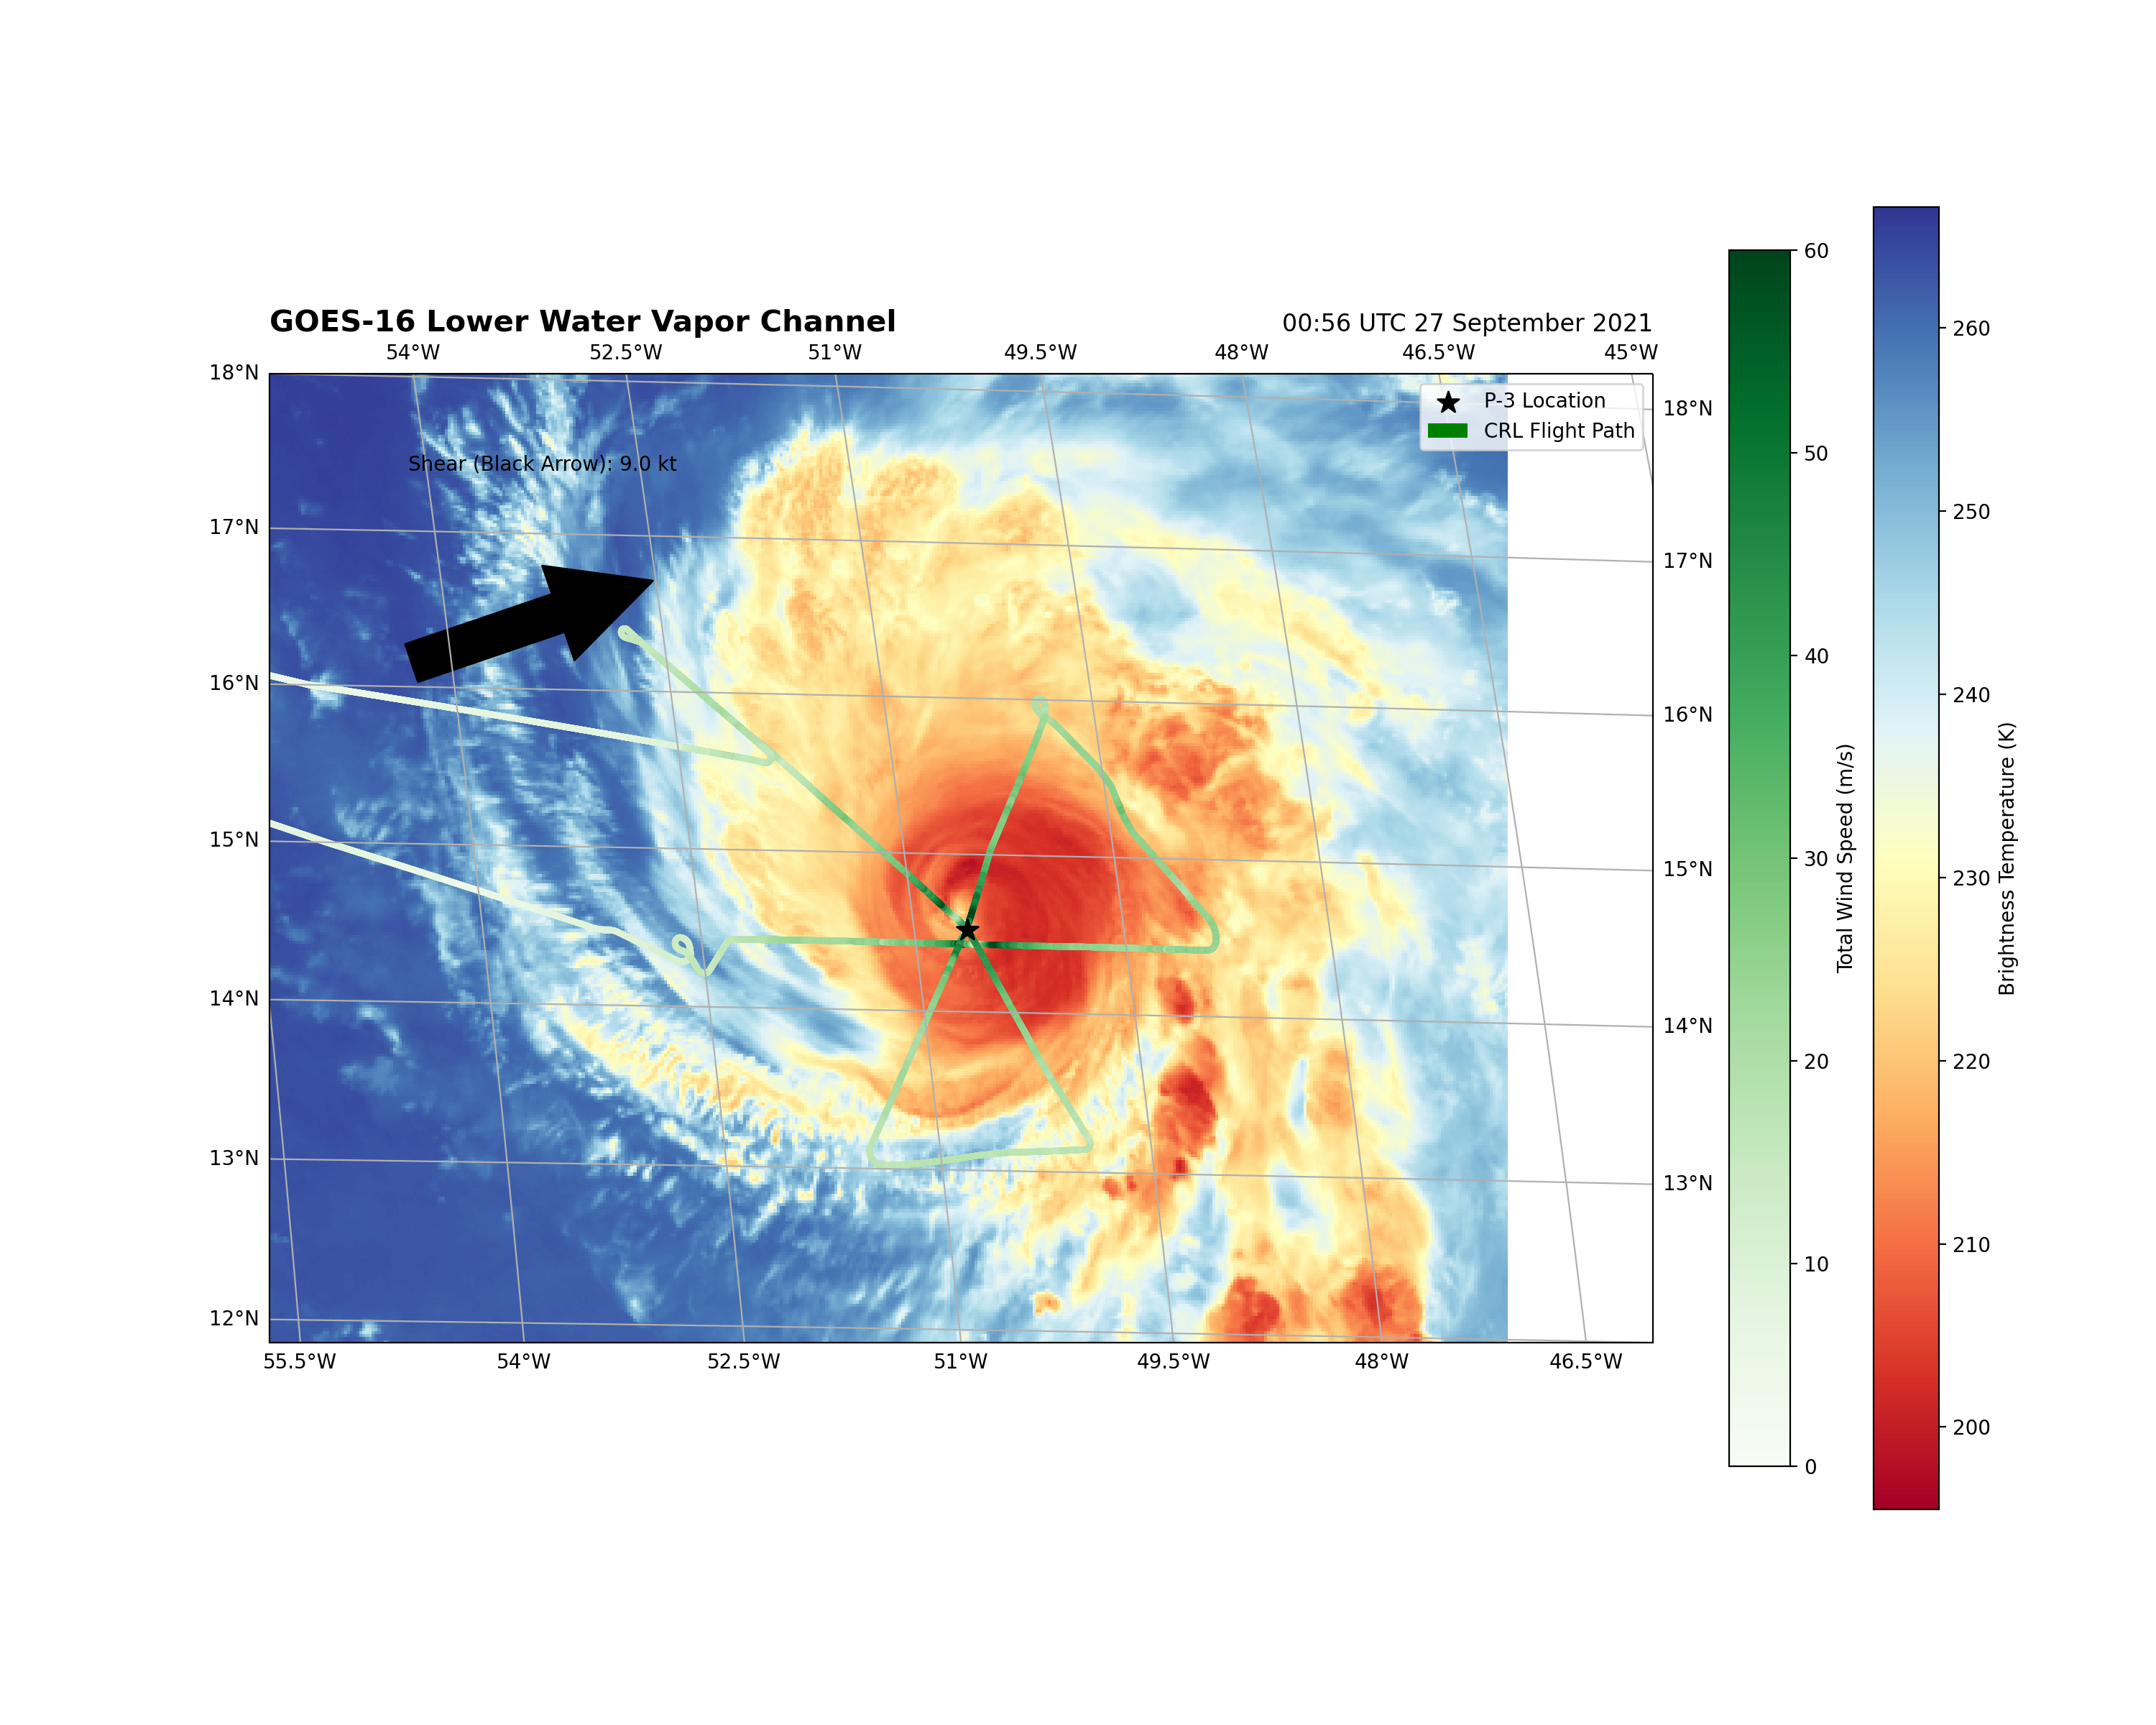 GOES-16 Lower Water Vapor Channel
00:56 UTC 27 September 2021
54°W 52.5°W 51°W 49.5°W 48°W 46.5°W 45°W
18°N
17°N
16°N
15°N
14°N
13°N
12°N
Shear (Black Arrow): 9.0 kt
P-3 Location
CRL Flight Path
18°N
17°N
16°N
15°N
14°N
13°N
55.5°W 54°W 52.5°W 51°W 49.5°W 48°W 46.5°W
60
50
40
30
20
10
0
Total Wind Speed (m/s)
260
250
240
230
220
210
200
Brightness Temperature (K)